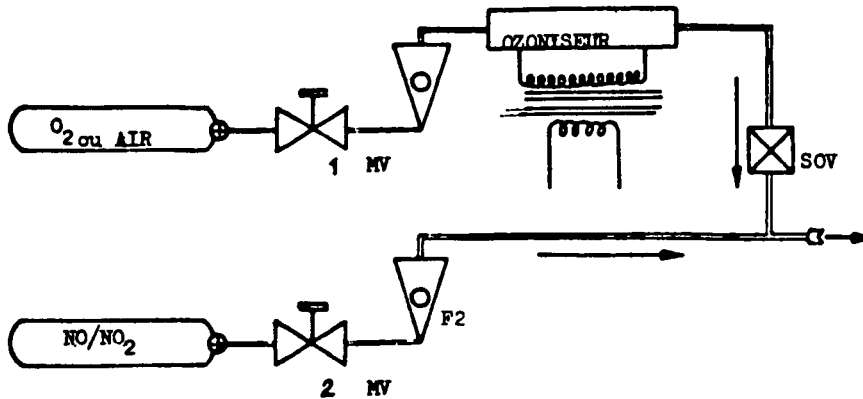 OZONISEUR
O2 ou AIR
1 MV
SOV
NO/NO2
F2
2 MV